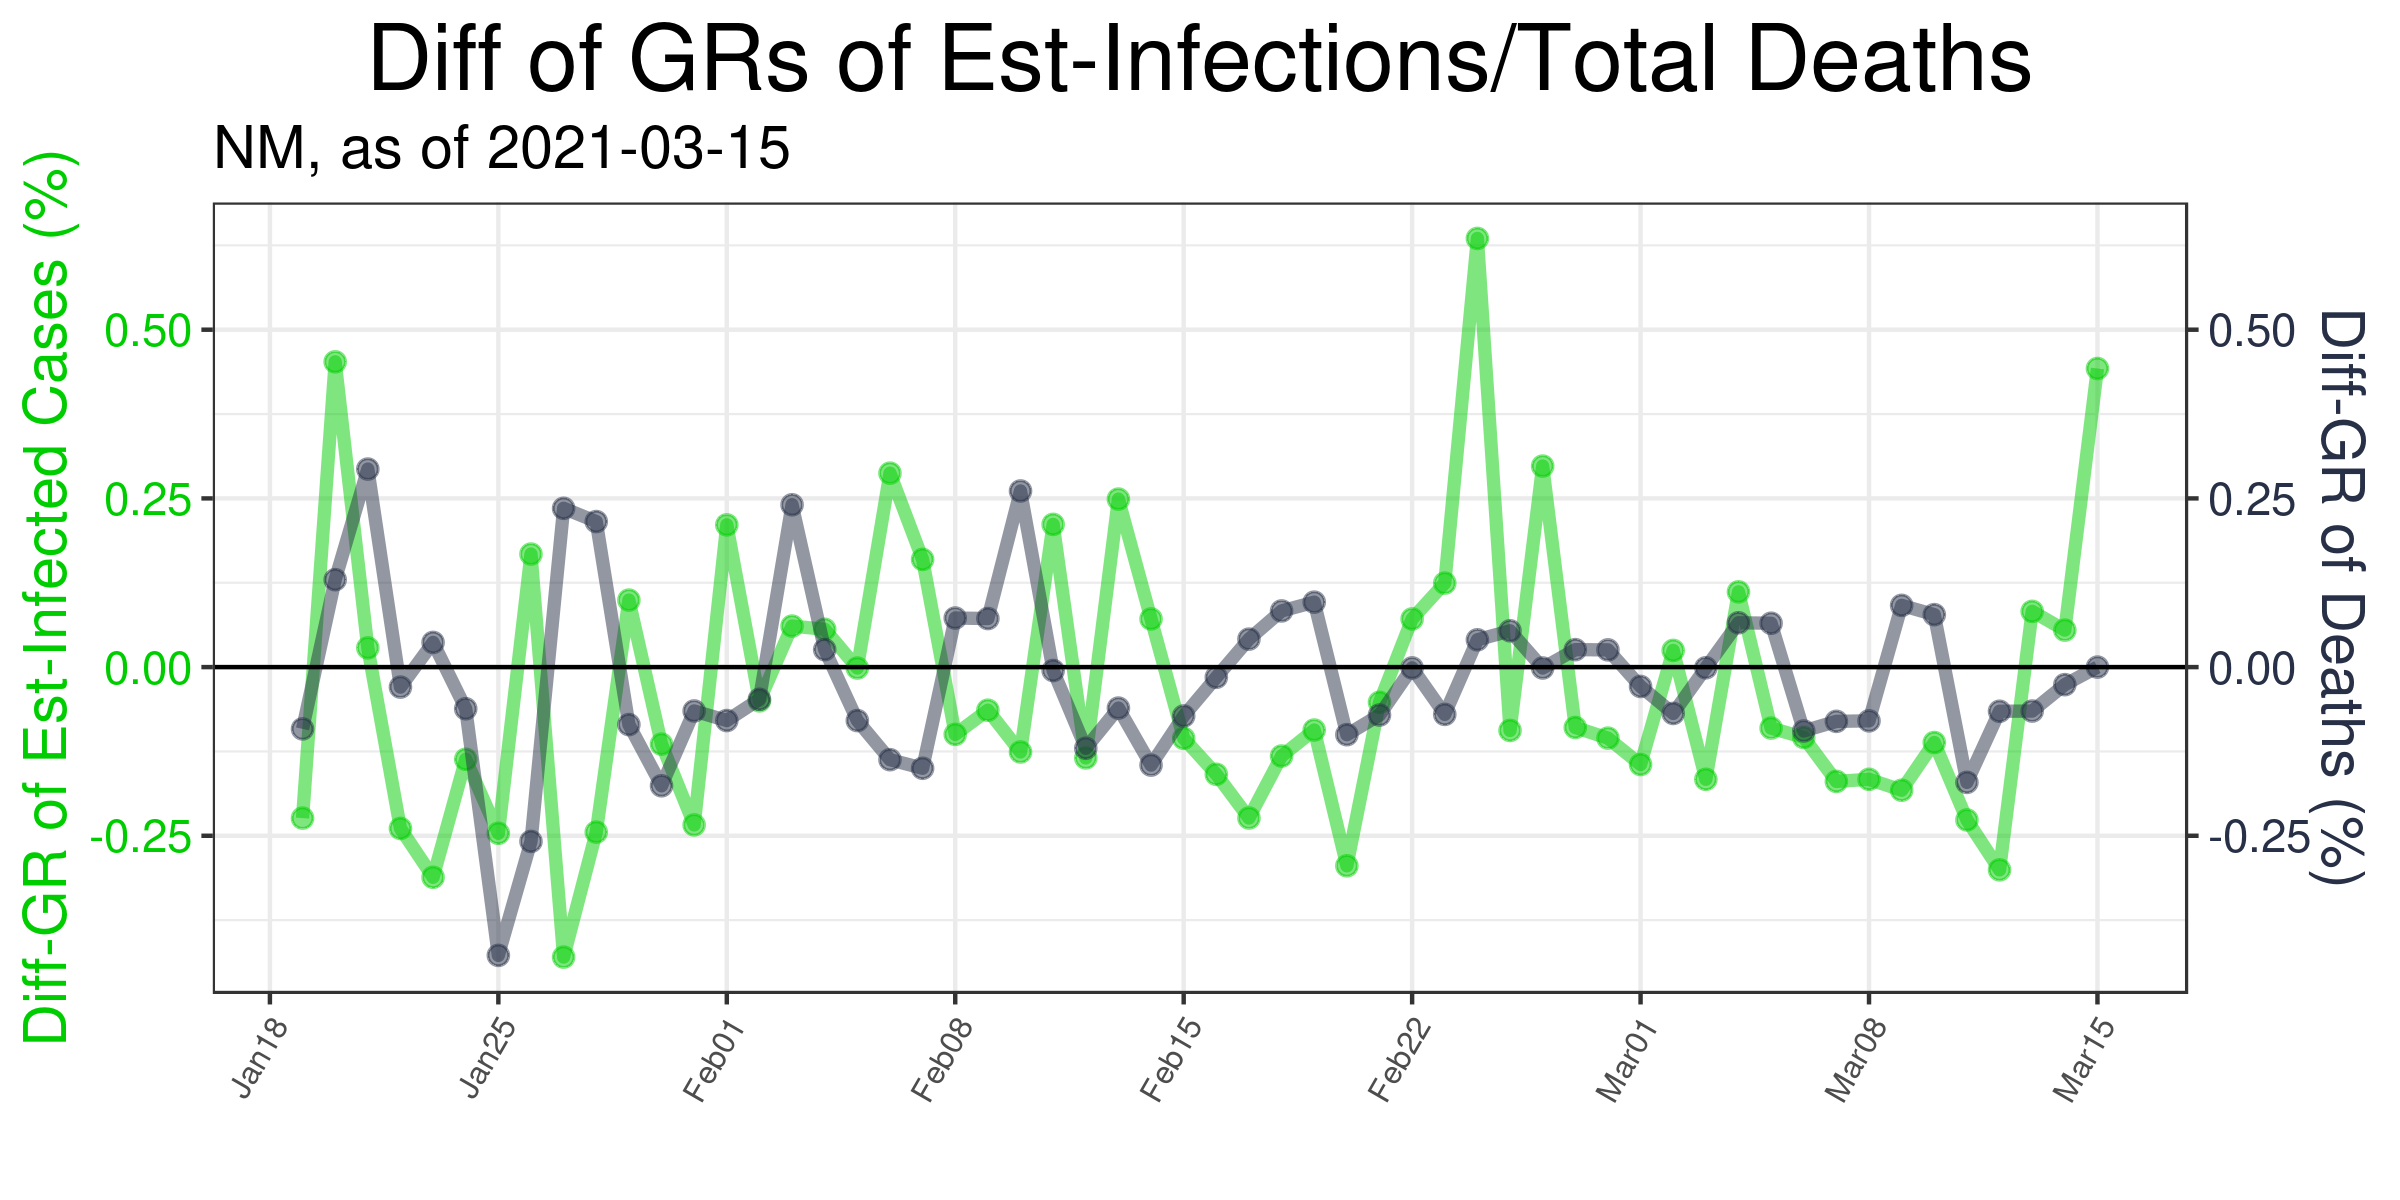 Diff of GRs of Est-Infections/Total Deaths
NM, as of 2021-03-15
Diff-GR of Est-Infected Cases (%)
0.50
0.25
0.00
-0.25
0.50
0.25
0.00
-0.25
Diff-GR of Deaths (%)
Jan18
Jan25
Feb01
Feb08
Feb15
Feb22
Mar01
Mar08
Mar15